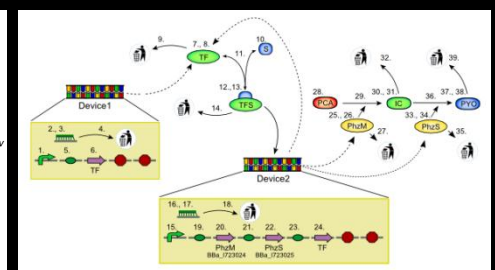 9.
7., 8.
TF
10.
S
11.
12.,13.
TFS
14.
Device1
2., 3.
4.
1.
5.
6.
TF
Device2
16., 17.
18.
15.
19.
20.
21.
22.
23.
24.
PhzM
PhzS
TF
BBa_I723024
BBa_I723025
28.
PCA
29.
30., 31.
IC
32.
36.
37., 38.
PYO
39.
25., 26.
PhzM
27.
33., 34.
PhzS
35.